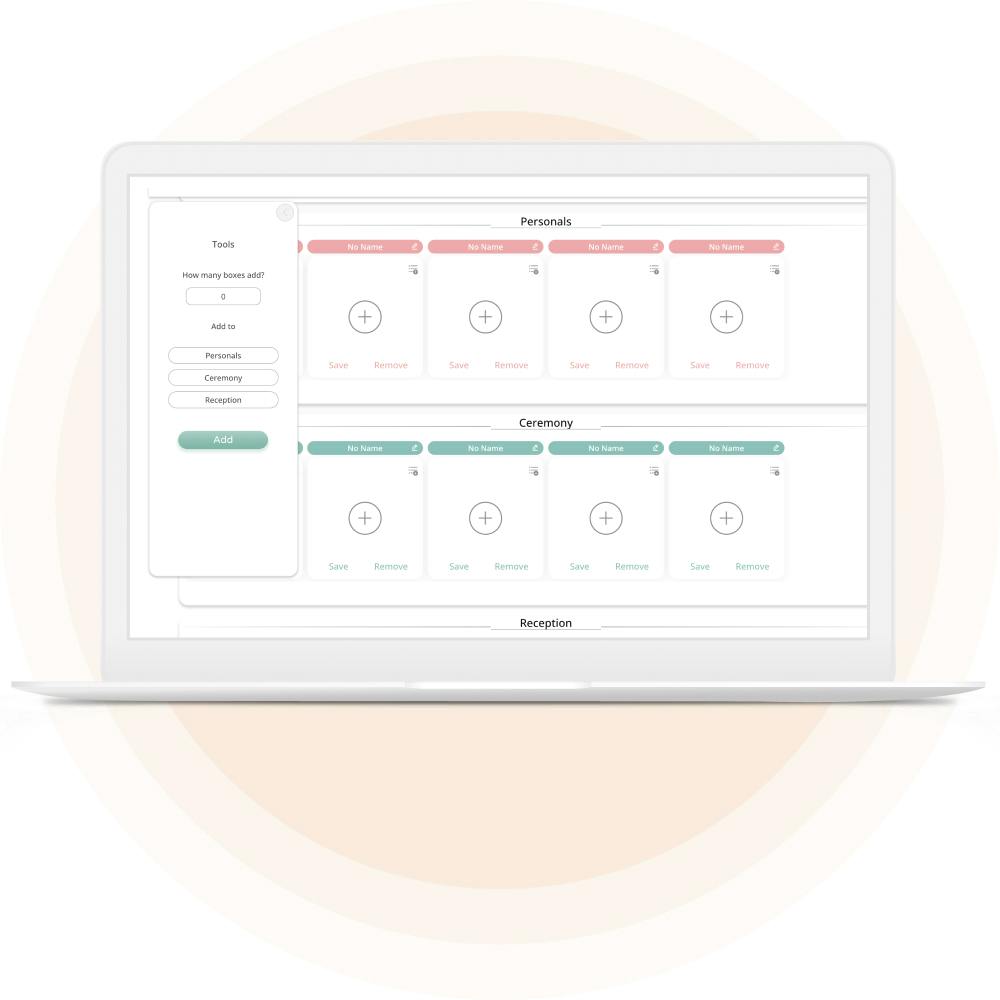 Tools
How many boxes add?
0
Add to
Personals
Ceremony
Reception
Add
Personals
No Name No Name No Name No Name
Save Remove Save Remove Save Remove Save Remove
Ceremony
No Name No Name No Name No Name
Save Remove Save Remove Save Remove Save Remove
Reception